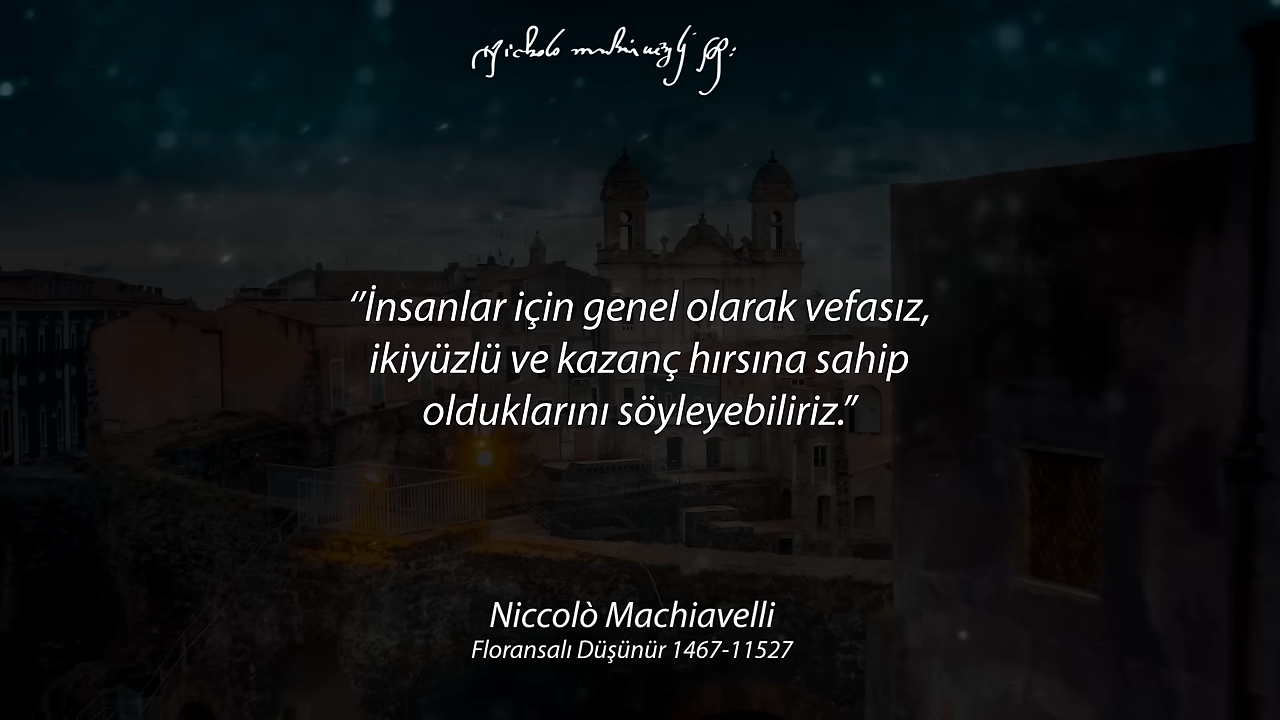 ‘’İnsanlar için genel olarak vefasız,
ikiyüzlü ve kazanç hırsına sahip
olduklarını söyleyebiliriz.’’
Niccolò Machiavelli
Floransalı Düşünür 1467-11527